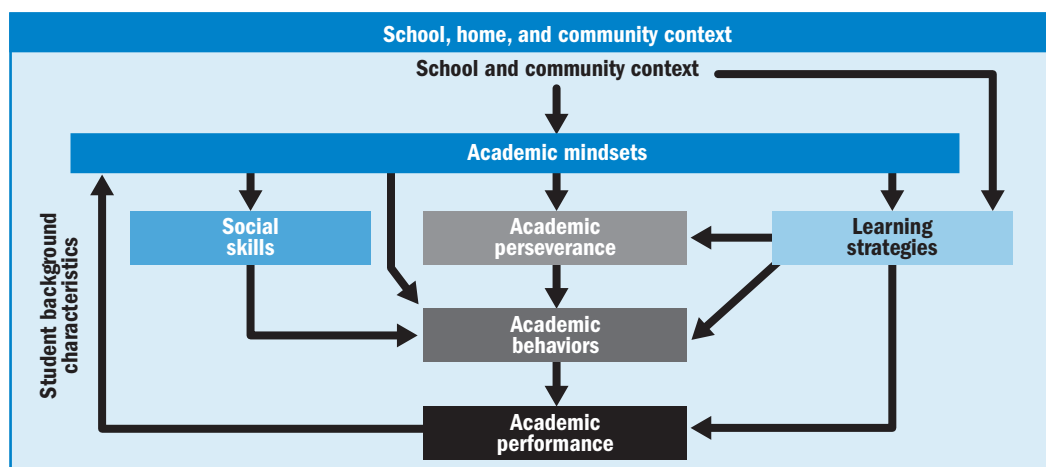 School, home, and community context
School and community context
Academic mindsets
Social
skills
Academic
perseverance
Learning
strategies
Student background
characteristics
Academic
behaviors
Academic
performance